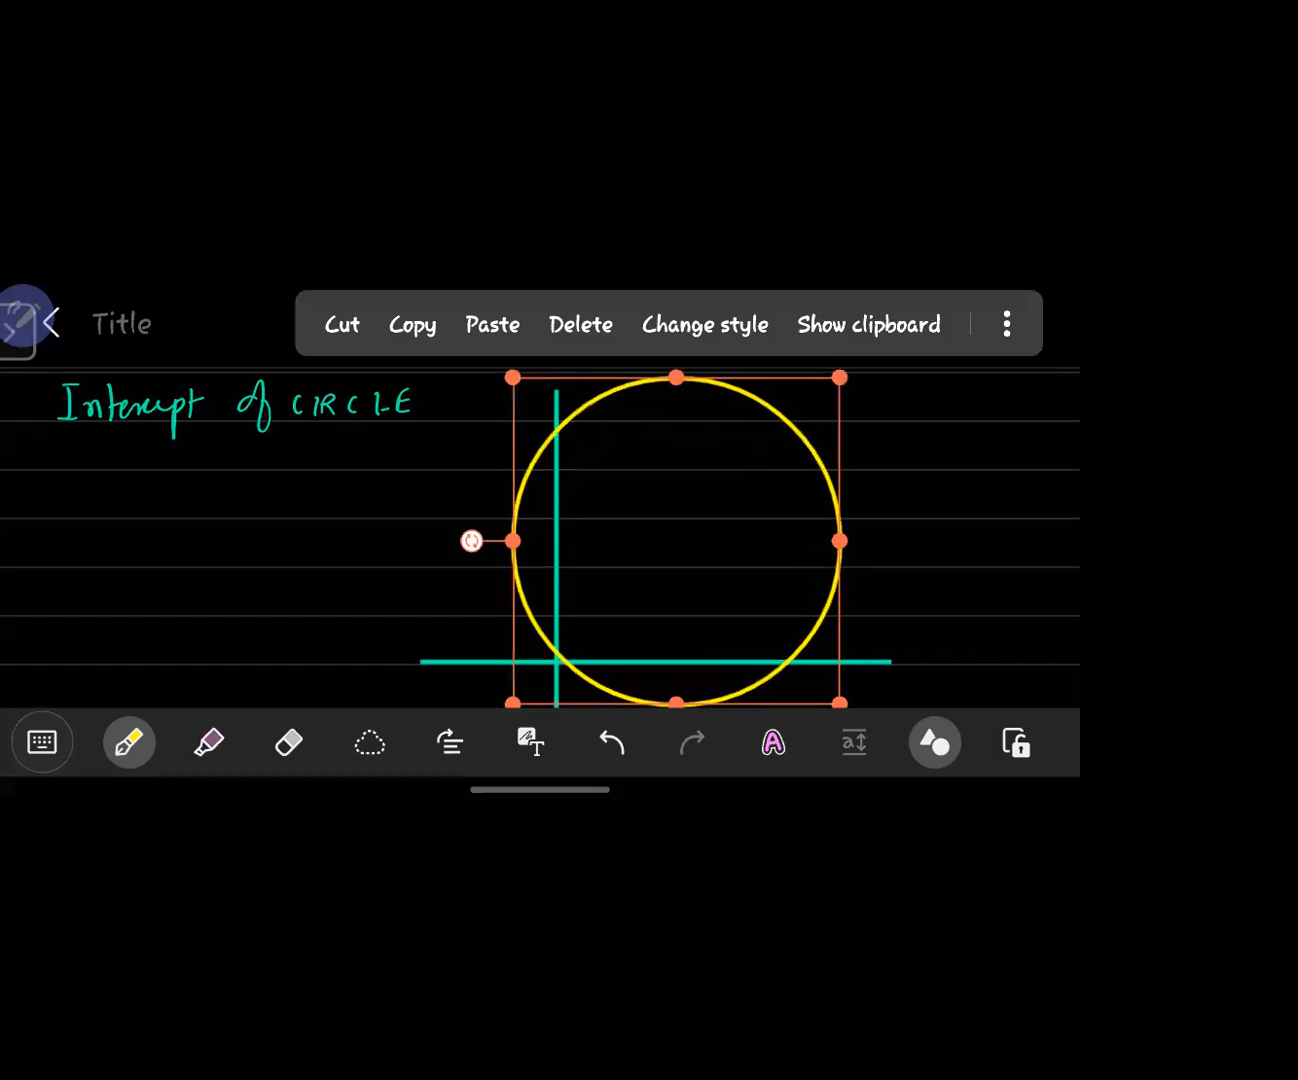 Title
Cut Copy Paste Delete Change style Show clipboard
Intercept of CIRCLE
T
A
a